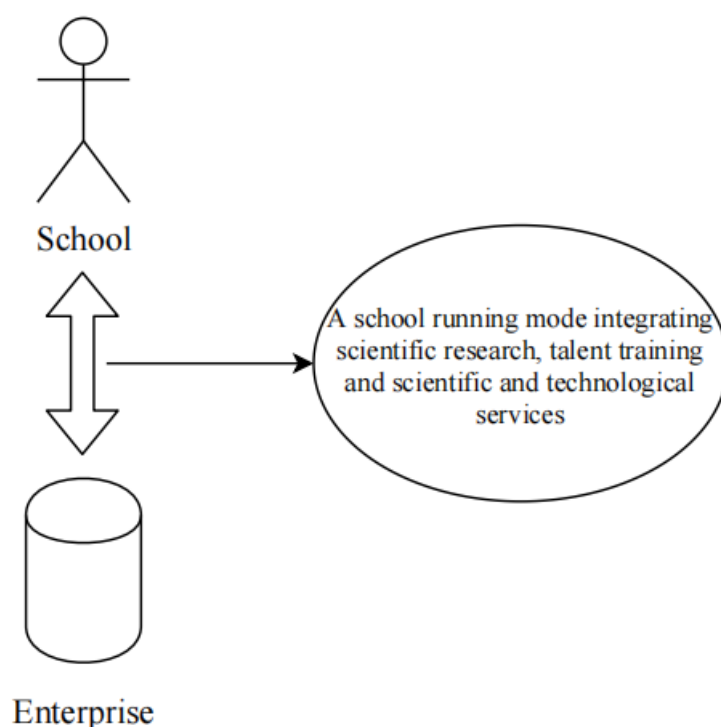 School
A school running mode integrating
scientific research, talent training
and scientific and technological
services
Enterprise